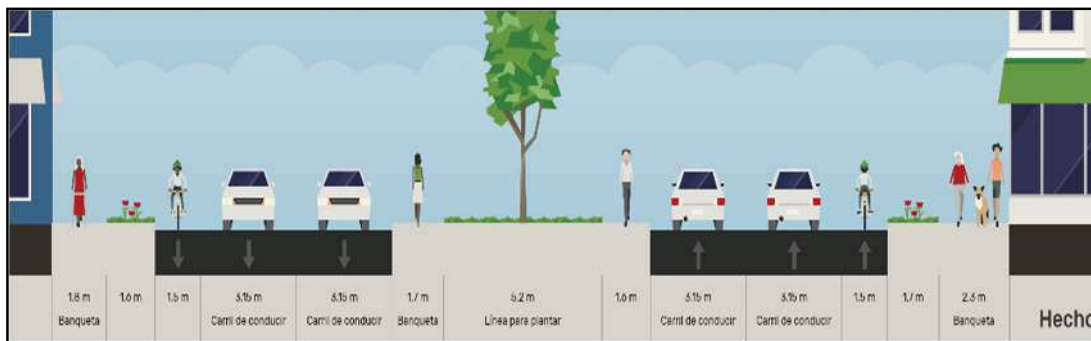 1.8 m
Banqueta
1.6 m
1.5 m
3.15 m
Carril de conducir
3.15 m
Carril de conducir
1.7 m
Banqueta
5.2 m
Línea para plantar
1.6 m
3.15 m
Carril de conducir
3.15 m
Carril de conducir
1.5 m
1.7 m
2.3 m
Banqueta
Hecho